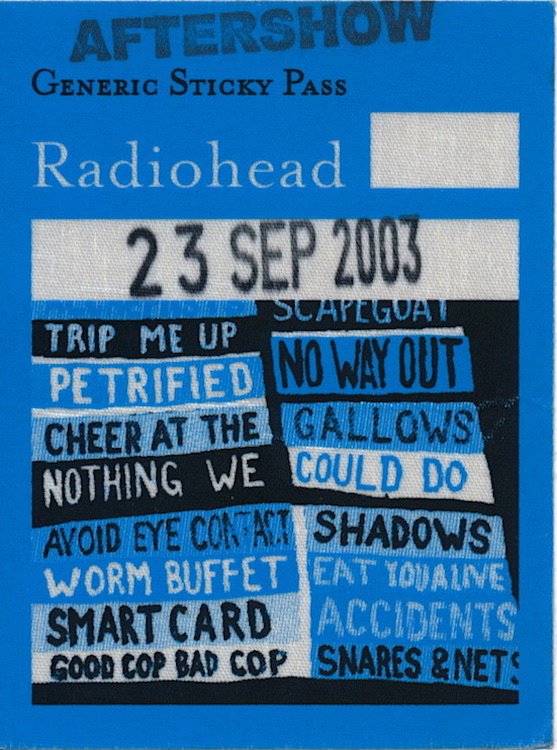 AFTERSHOW
GENERIC STICKY PASS
Radiohead
23 SEP 2003
TRIP ME UP
PETRIFIED
CHEER AT THE
NOTHING WE
AVOID EYE CONTACT
WORM BUFFET
SMART CARD
GOOD COP BAD COP
SCAPEGOAT
NO WAY OUT
GALLOWS
COULD DO
SHADOWS
EAT YOU ALIVE
ACCIDENTS
SNARES & NETS